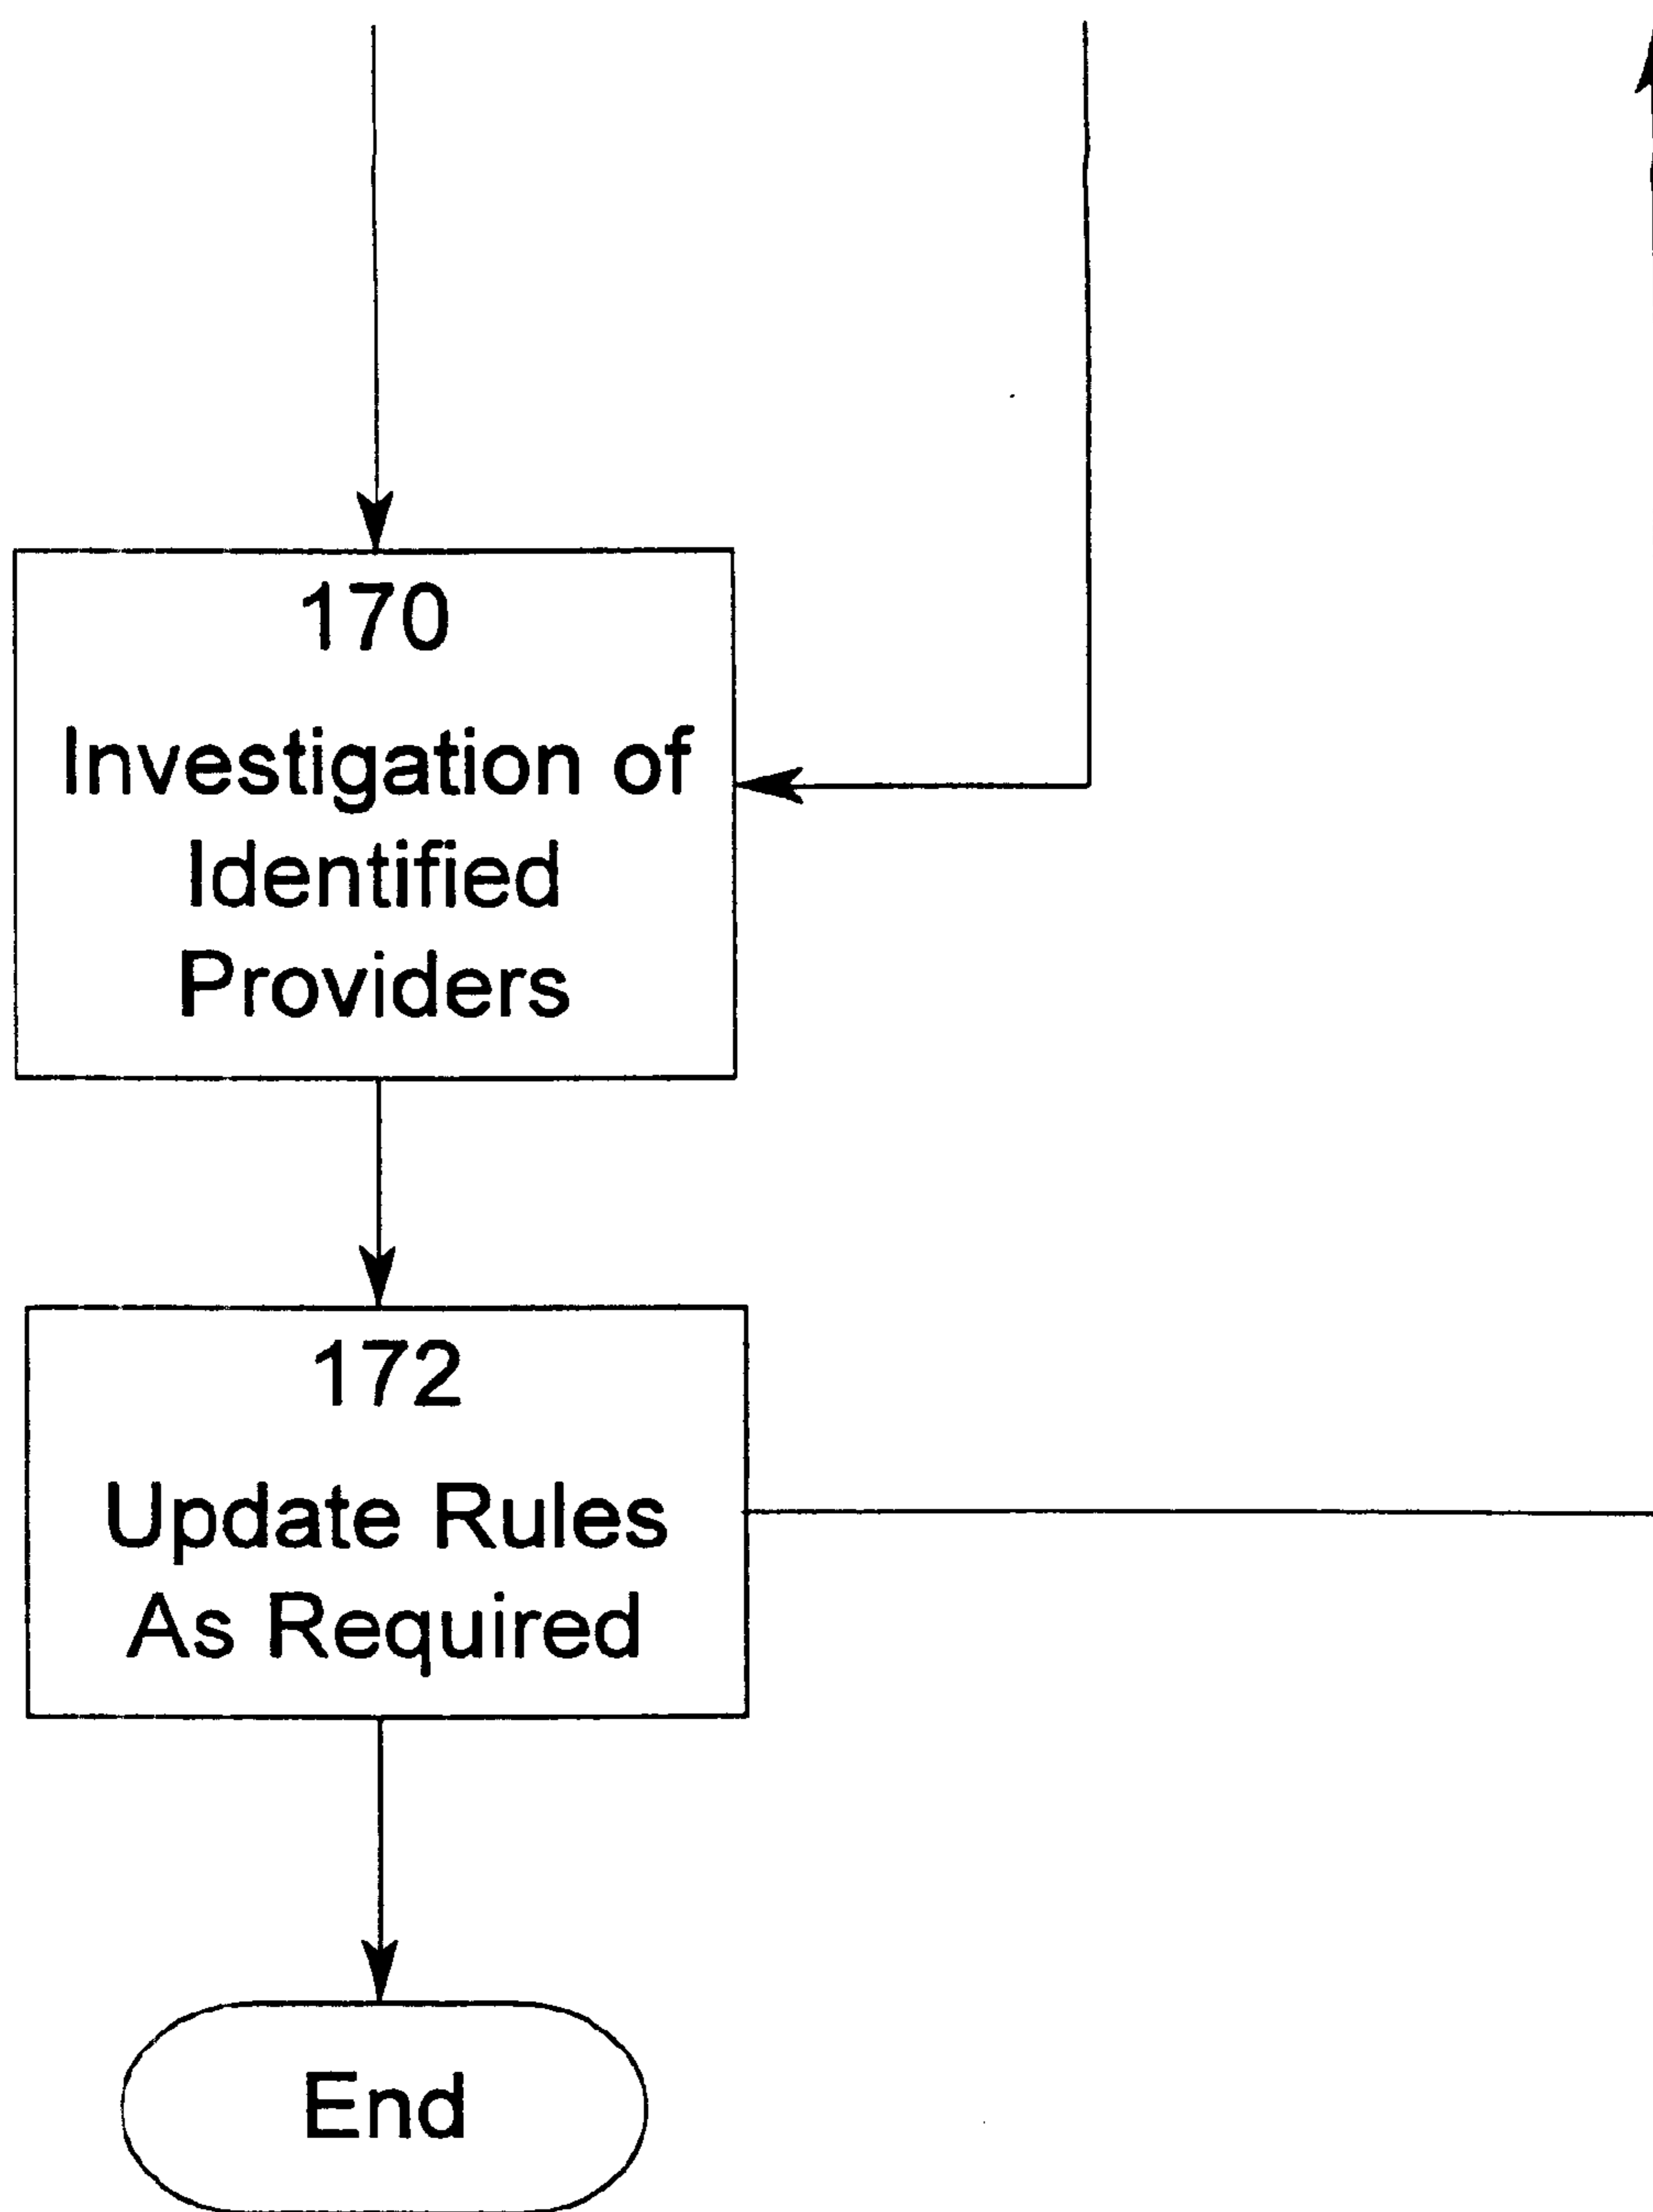 170
Investigation of
Identified
Providers
172
Update Rules
As Required
End